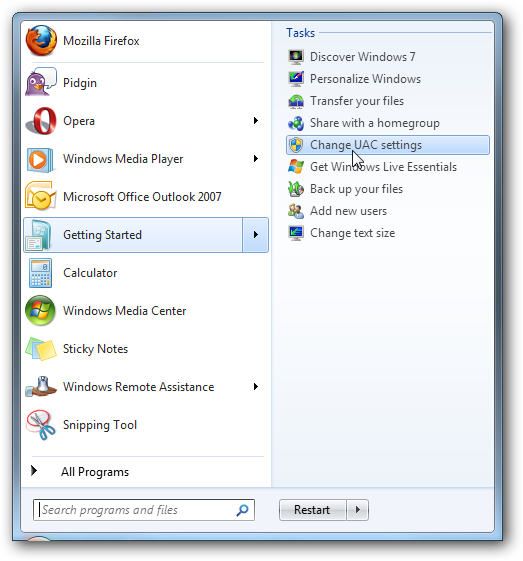 Mozilla Firefox
Pidgin
Opera
Windows Media Player
Microsoft Office Outlook 2007
Getting Started
Calculator
Windows Media Center
Sticky Notes
Windows Remote Assistance
Snipping Tool
All Programs
Search programs and files
Tasks
Discover Windows 7
Personalize Windows
Transfer your files
Share with a homegroup
Change UAC settings
Get Windows Live Essentials
Back up your files
Add new users
Change text size
Restart